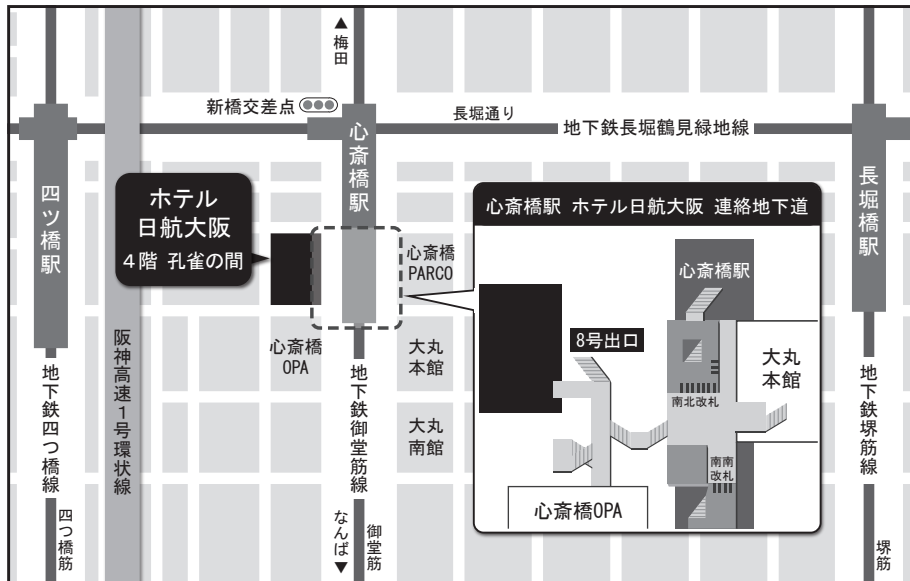 ▲梅田
新橋交差点
長堀通り
地下鉄長堀鶴見緑地線
四ツ橋駅
心斎橋駅
長堀橋駅
ホテル
日航大阪
4階 孔雀の間
心斎橋
PARCO
心斎橋
OPA
大丸
本館
大丸
南館
阪神高速1号環状線
地下鉄四つ橋線
四つ橋筋
地下鉄御堂筋線
なんば▼
御堂筋
地下鉄堺筋線
堺筋
心斎橋駅 ホテル日航大阪 連絡地下道
心斎橋駅
8号出口
大丸
本館
南北改札
南南
改札
心斎橋OPA